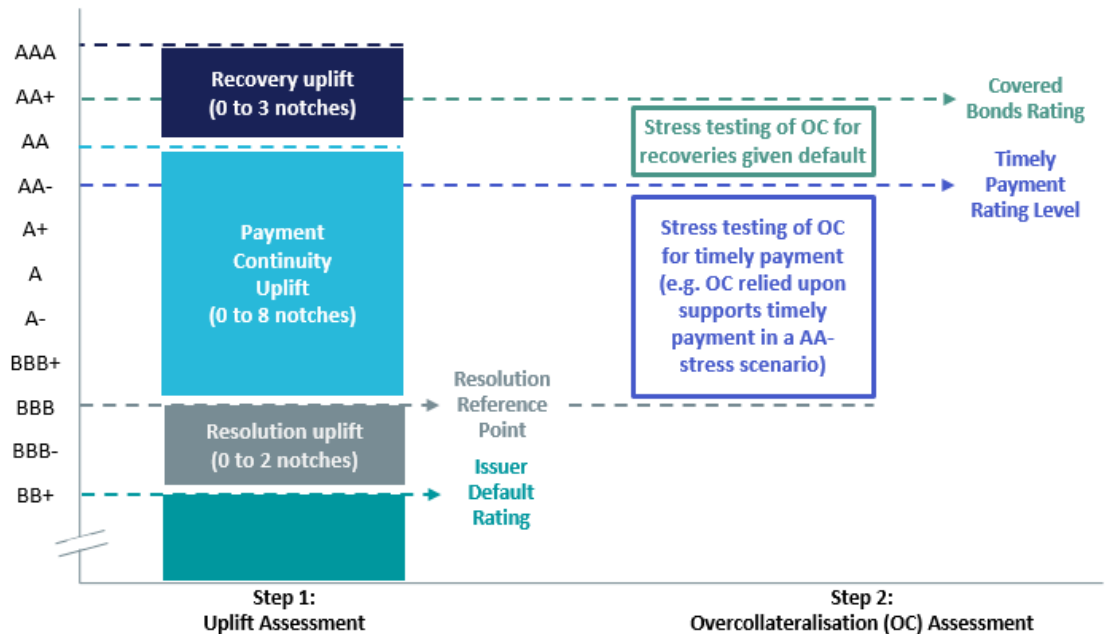 AAA
AA+
AA
AA-
A+
A
A-
BBB+
BBB
BBB-
BB+
Recovery uplift
(0 to 3 notches)
Payment
Continuity
Uplift
(0 to 8 notches)
Resolution uplift
(0 to 2 notches)
Resolution
Reference
Point
Issuer
Default
Rating
Stress testing of OC for
recoveries given default
Stress testing of OC
for timely payment
(e.g. OC relied upon
supports timely
payment in a AA-
stress scenario)
Covered
Bonds Rating
Timely
Payment
Rating Level
Step 1:
Uplift Assessment
Step 2:
Overcollateralisation (OC) Assessment